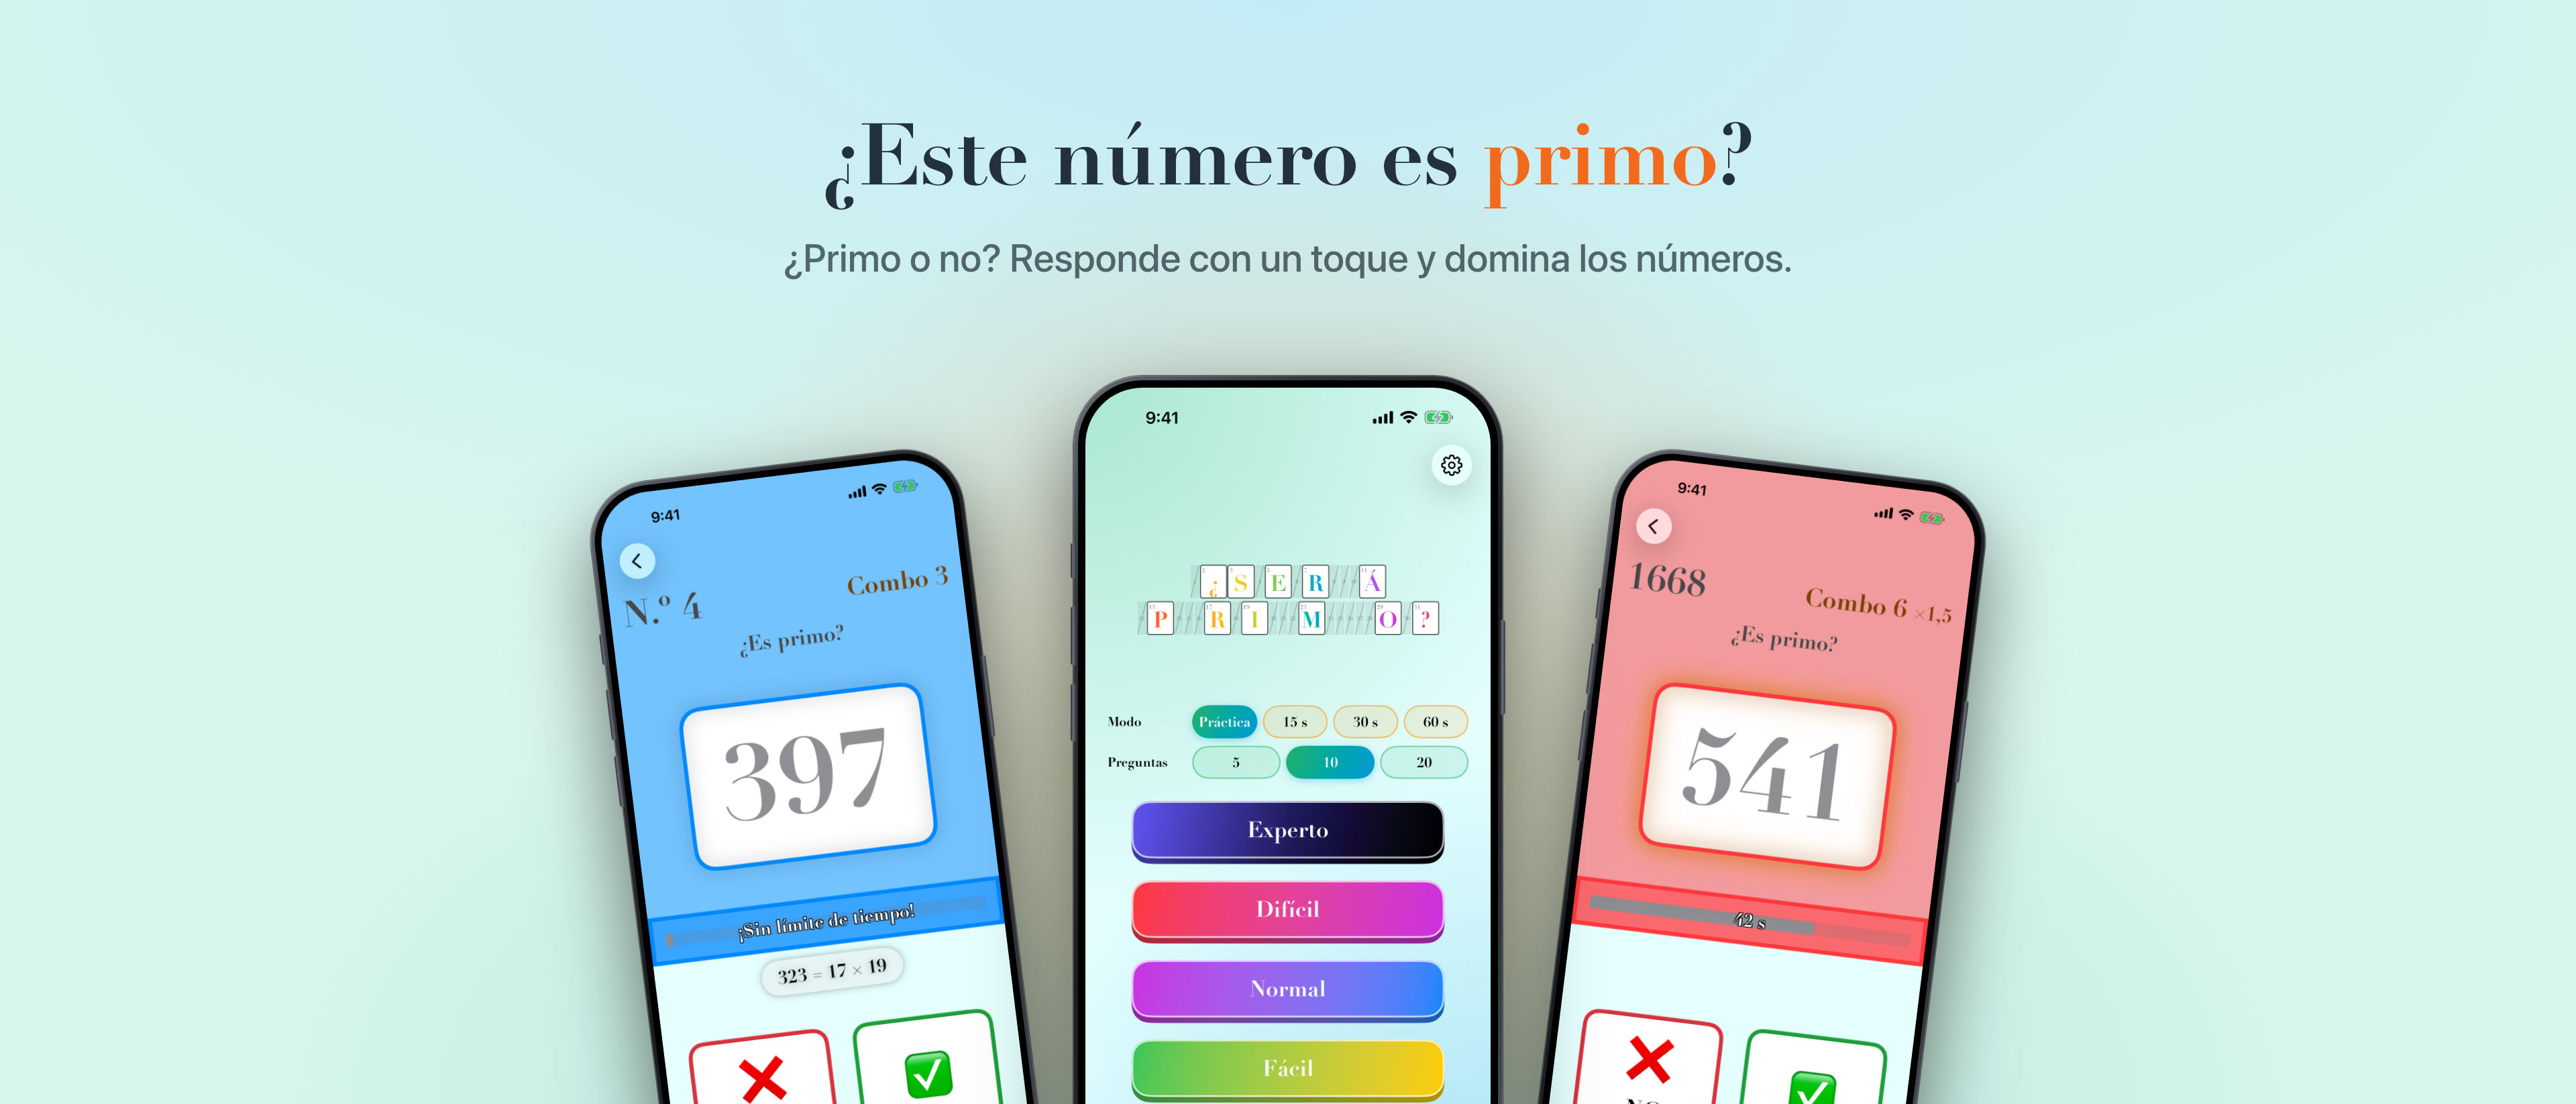 ¿Este número es primo?
¿Primo o no? Responde con un toque y domina los números.
9:41
N.º 4
Combo 3
¿Es primo?
397
¡Sin límite de tiempo!
323 = 17 × 19
9:41
¿SERÁ
PRIMO?
Modo
Práctica
15 s
30 s
60 s
Preguntas
5
10
20
Experto
Difícil
Normal
Fácil
9:41
1668
Combo 6 ×1,5
¿Es primo?
541
42 s